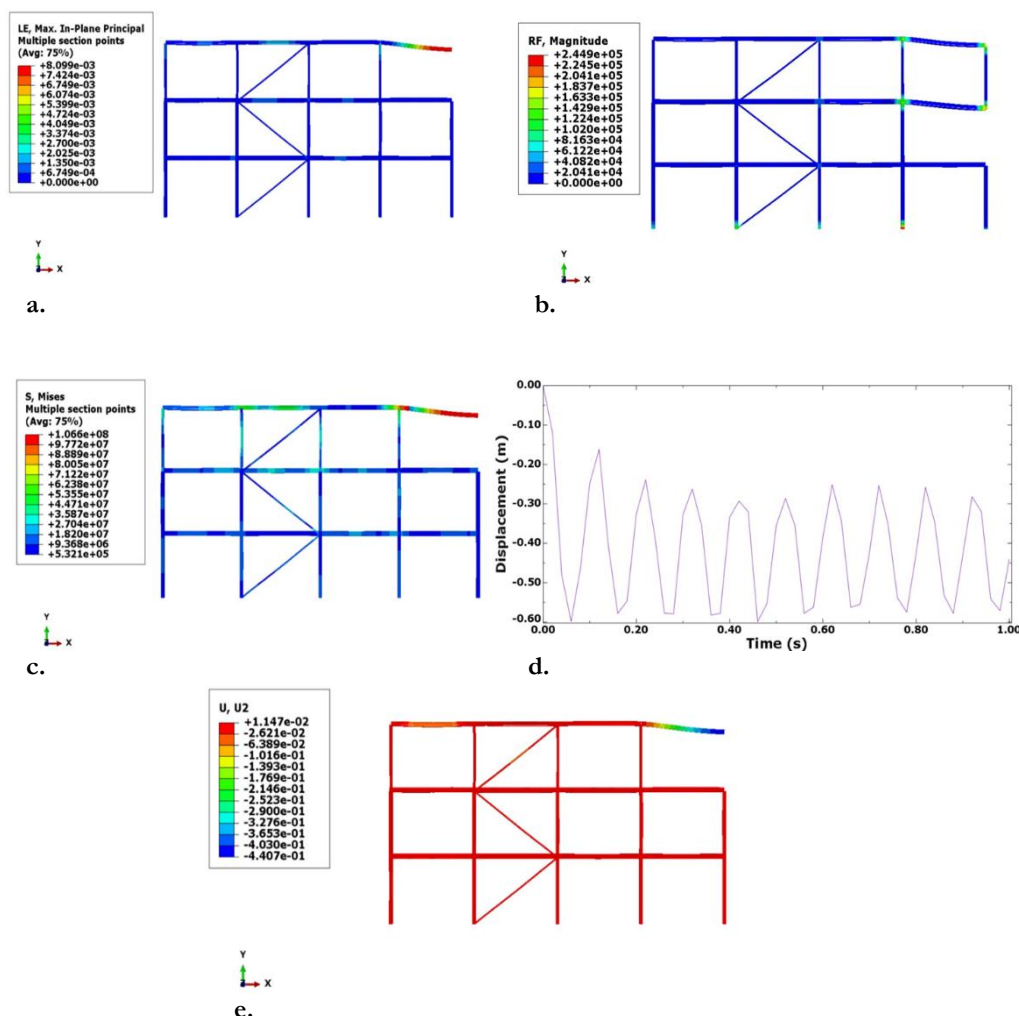 LE, Max. In-Plane Principal
Multiple section points
(Avg: 75%)
+8.099e-03
+7.424e-03
+6.749e-03
+6.074e-03
+5.399e-03
+4.724e-03
+4.049e-03
+3.374e-03
+2.700e-03
+2.025e-03
+1.350e-03
+6.749e-04
+0.000e+00
Y
Z
X
a.
RF, Magnitude
+2.449e+05
+2.245e+05
+2.041e+05
+1.837e+05
+1.633e+05
+1.429e+05
+1.224e+05
+1.020e+05
+8.163e+04
+6.122e+04
+4.082e+04
+2.041e+04
+0.000e+00
Y
Z
X
b.
S, Mises
Multiple section points
(Avg: 75%)
+1.066e+08
+9.772e+07
+8.889e+07
+8.005e+07
+7.122e+07
+6.238e+07
+5.355e+07
+4.471e+07
+3.587e+07
+2.704e+07
+1.820e+07
+9.368e+06
+5.321e+05
Y
Z
X
c.
Displacement (m)
0.00
-0.10
-0.20
-0.30
-0.40
-0.50
-0.60
0.00
0.20
0.40
0.60
0.80
1.00
Time (s)
d.
U, U2
+1.147e-02
-2.621e-02
-6.389e-02
-1.016e-01
-1.393e-01
-1.769e-01
-2.146e-01
-2.523e-01
-2.900e-01
-3.276e-01
-3.653e-01
-4.030e-01
-4.407e-01
Y
Z
X
e.